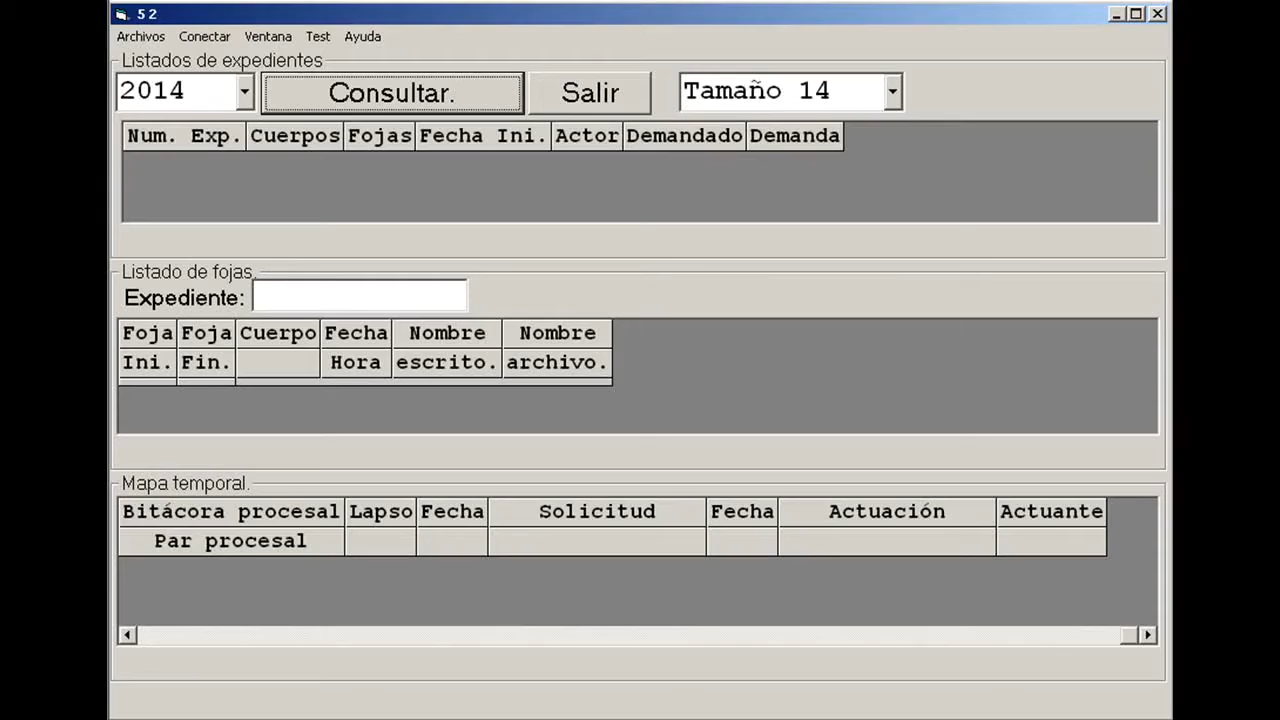 52
Archivos Conectar Ventana Test Ayuda
Listados de expedientes
2014 Consultar. Salir Tamaño 14
Num. Exp. Cuerpos Fojas Fecha Ini. Actor Demandado Demanda
Listado de fojas.
Expediente:
Foja Foja Cuerpo Fecha Nombre Nombre
Ini. Fin. Hora escrito. archivo.
Mapa temporal.
Bitácora procesal Lapso Fecha Solicitud Fecha Actuación Actuante
Par procesal